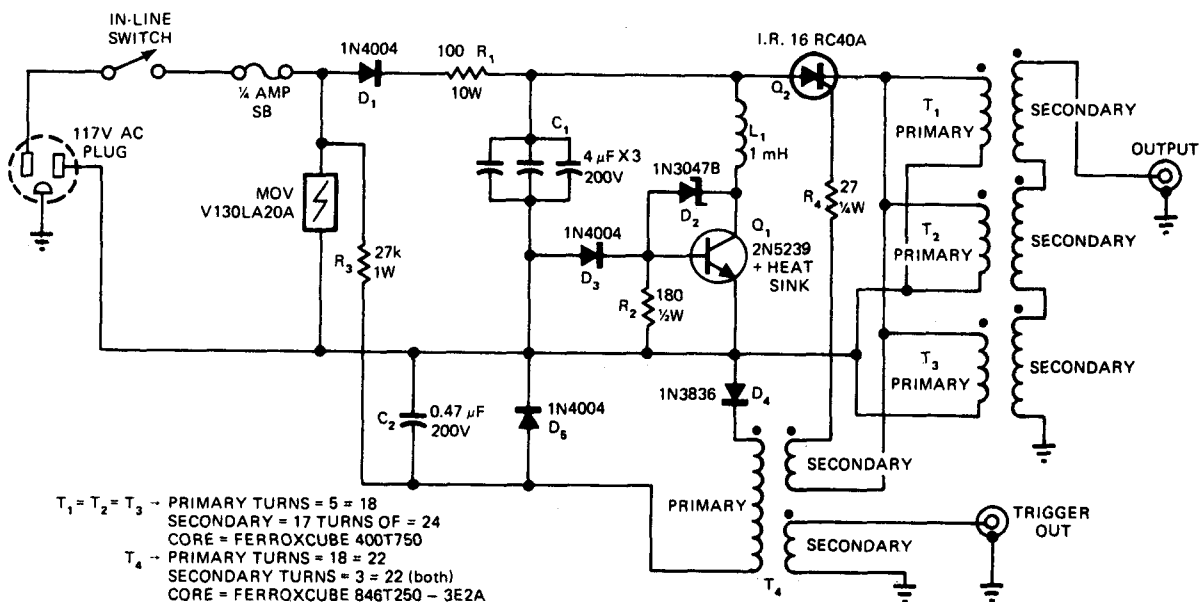 IN-LINE
SWITCH
¼ AMP
SB
1N4004
D1
100 R1
10W
I.R. 16 RC40A
Q2
117V AC
PLUG
MOV
V130LA20A
R3
27k
1W
C1
4 μF X 3
200V
L1
1 mH
1N3047B
D2
1N4004
D3
Q1
2N5239
+ HEAT
SINK
R2
180
½W
R4
27
¼W
T1
PRIMARY
SECONDARY
T2
PRIMARY
SECONDARY
T3
PRIMARY
SECONDARY
OUTPUT
C2
0.47 μF
200V
1N4004
D5
1N3836
D4
PRIMARY
SECONDARY
SECONDARY
T4
TRIGGER
OUT
T1 = T2 = T3 → PRIMARY TURNS = 5 = 18
SECONDARY = 17 TURNS OF = 24
CORE = FERROXCUBE 400T750
T4 → PRIMARY TURNS = 18 = 22
SECONDARY TURNS = 3 = 22 (both)
CORE = FERROXCUBE 846T250 – 3E2A